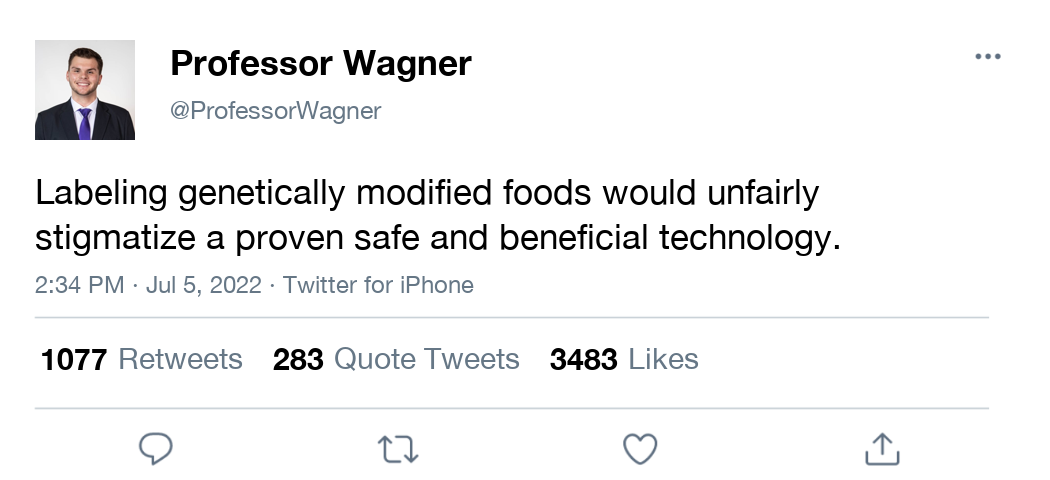 Professor Wagner
@ProfessorWagner
Labeling genetically modified foods would unfairly
stigmatize a proven safe and beneficial technology.
2:34 PM · Jul 5, 2022 · Twitter for iPhone
1077 Retweets 283 Quote Tweets 3483 Likes